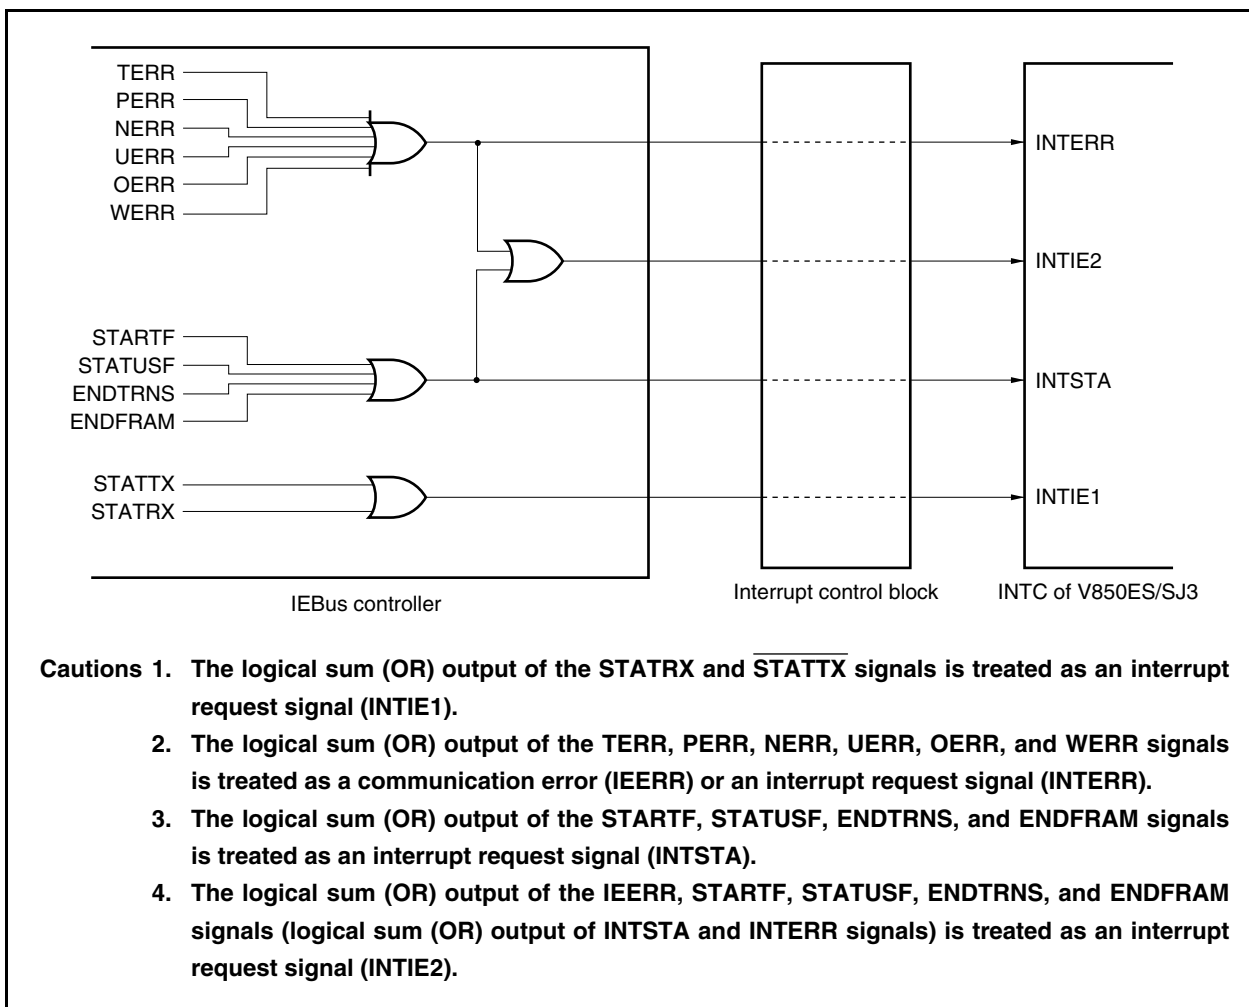 TERR
PERR
NERR
UERR
OERR
WERR
INTERR
INTIE2
STARTF
STATUSF
ENDTRNS
ENDFRAM
INTSTA
STATTX
STATRX
INTIE1
IEBus controller
Interrupt control block
INTC of V850ES/SJ3
Cautions 1. The logical sum (OR) output of the STATRX and STATTX signals is treated as an interrupt
request signal (INTIE1).
2. The logical sum (OR) output of the TERR, PERR, NERR, UERR, OERR, and WERR signals
is treated as a communication error (IEERR) or an interrupt request signal (INTERR).
3. The logical sum (OR) output of the STARTF, STATUSF, ENDTRNS, and ENDFRAM signals
is treated as an interrupt request signal (INTSTA).
4. The logical sum (OR) output of the IEERR, STARTF, STATUSF, ENDTRNS, and ENDFRAM
signals (logical sum (OR) output of INTSTA and INTERR signals) is treated as an interrupt
request signal (INTIE2).